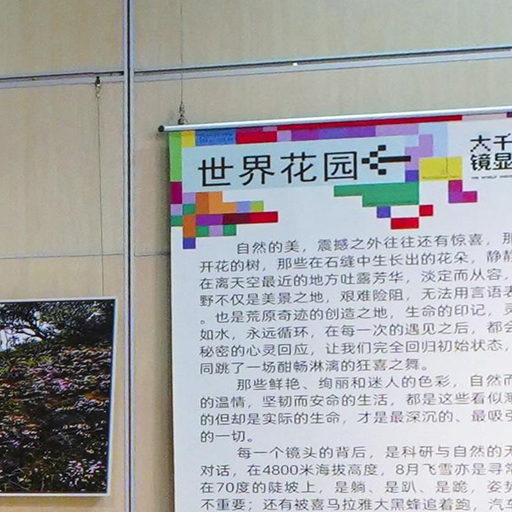 世界花园
大千
镜显
自然的美，震撼之外往往还有惊喜，那
开花的树，那些在石缝中生长出的花朵，静静
在离天空最近的地方吐露芳华，淡定而从容，
野不仅是美景之地，艰难险阻，无法用言语表
。也是荒原奇迹的创造之地，生命的印记，灵
如水，永远循环，在每一次的遇见之后，都会
秘密的心灵回应，让我们完全回归初始状态，
同跳了一场酣畅淋漓的狂喜之舞。
那些鲜艳、绚丽和迷人的色彩，自然而
的温情，坚韧而安命的生活，都是这些看似渐
的但却是实际的生命，才是最深沉的、最吸引
的一切。
每一个镜头的背后，是科研与自然的天
对话，在4800米海拔高度，8月飞雪亦是寻常
在70度的陡坡上，是躺、是趴、是跪，姿势
不重要；还有被喜马拉雅大黑蜂追着跑，汽车